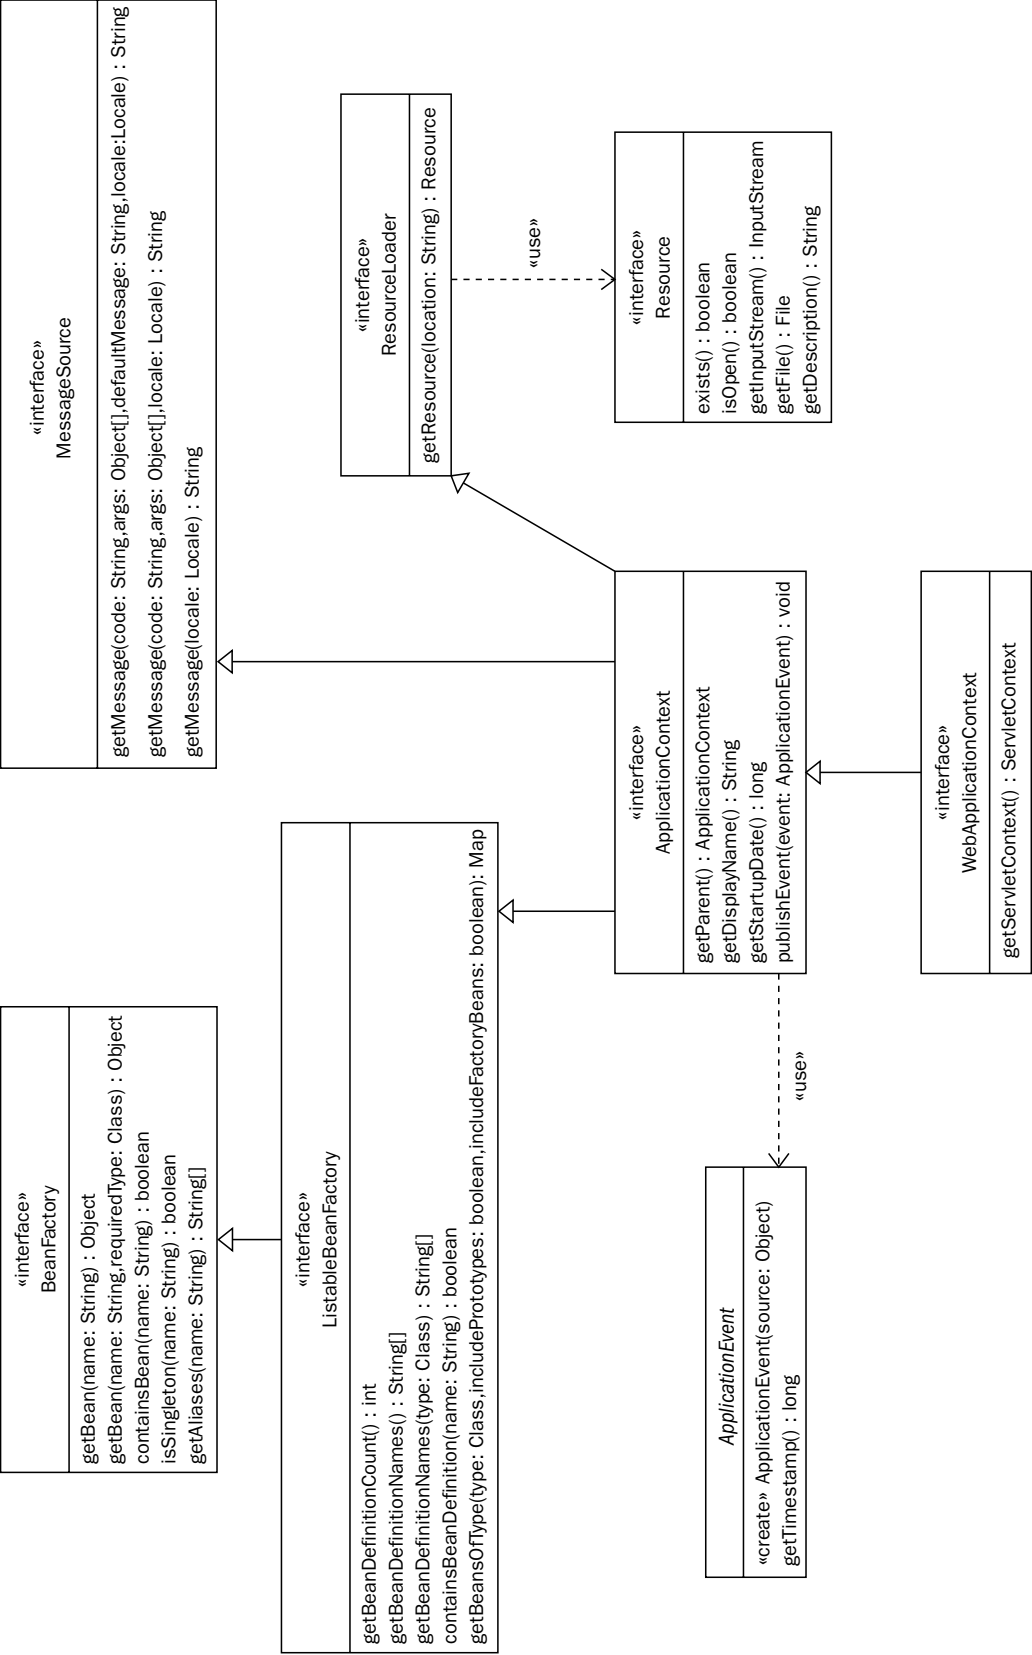 «interface»
BeanFactory
getBean(name: String) : Object
getBean(name: String,requiredType: Class) : Object
containsBean(name: String) : boolean
isSingleton(name: String) : boolean
getAliases(name: String) : String[]
«interface»
MessageSource
getMessage(code: String,args: Object[],defaultMessage: String,locale:Locale) : String
getMessage(code: String,args: Object[],locale: Locale) : String
getMessage(locale: Locale) : String
«interface»
ListableBeanFactory
getBeanDefinitionCount() : int
getBeanDefinitionNames() : String[]
getBeanDefinitionNames(type: Class) : String[]
containsBeanDefinition(name: String) : boolean
getBeansOfType(type: Class,includePrototypes: boolean,includeFactoryBeans: boolean): Map
«interface»
ResourceLoader
getResource(location: String) : Resource
«use»
«interface»
ApplicationContext
getParent() : ApplicationContext
getDisplayName() : String
getStartupDate() : long
publishEvent(event: ApplicationEvent) : void
«interface»
Resource
exists() : boolean
isOpen() : boolean
getInputStream() : InputStream
getFile() : File
getDescription() : String
ApplicationEvent
«create» ApplicationEvent(source: Object)
getTimestamp() : long
«use»
«interface»
WebApplicationContext
getServletContext() : ServletContext